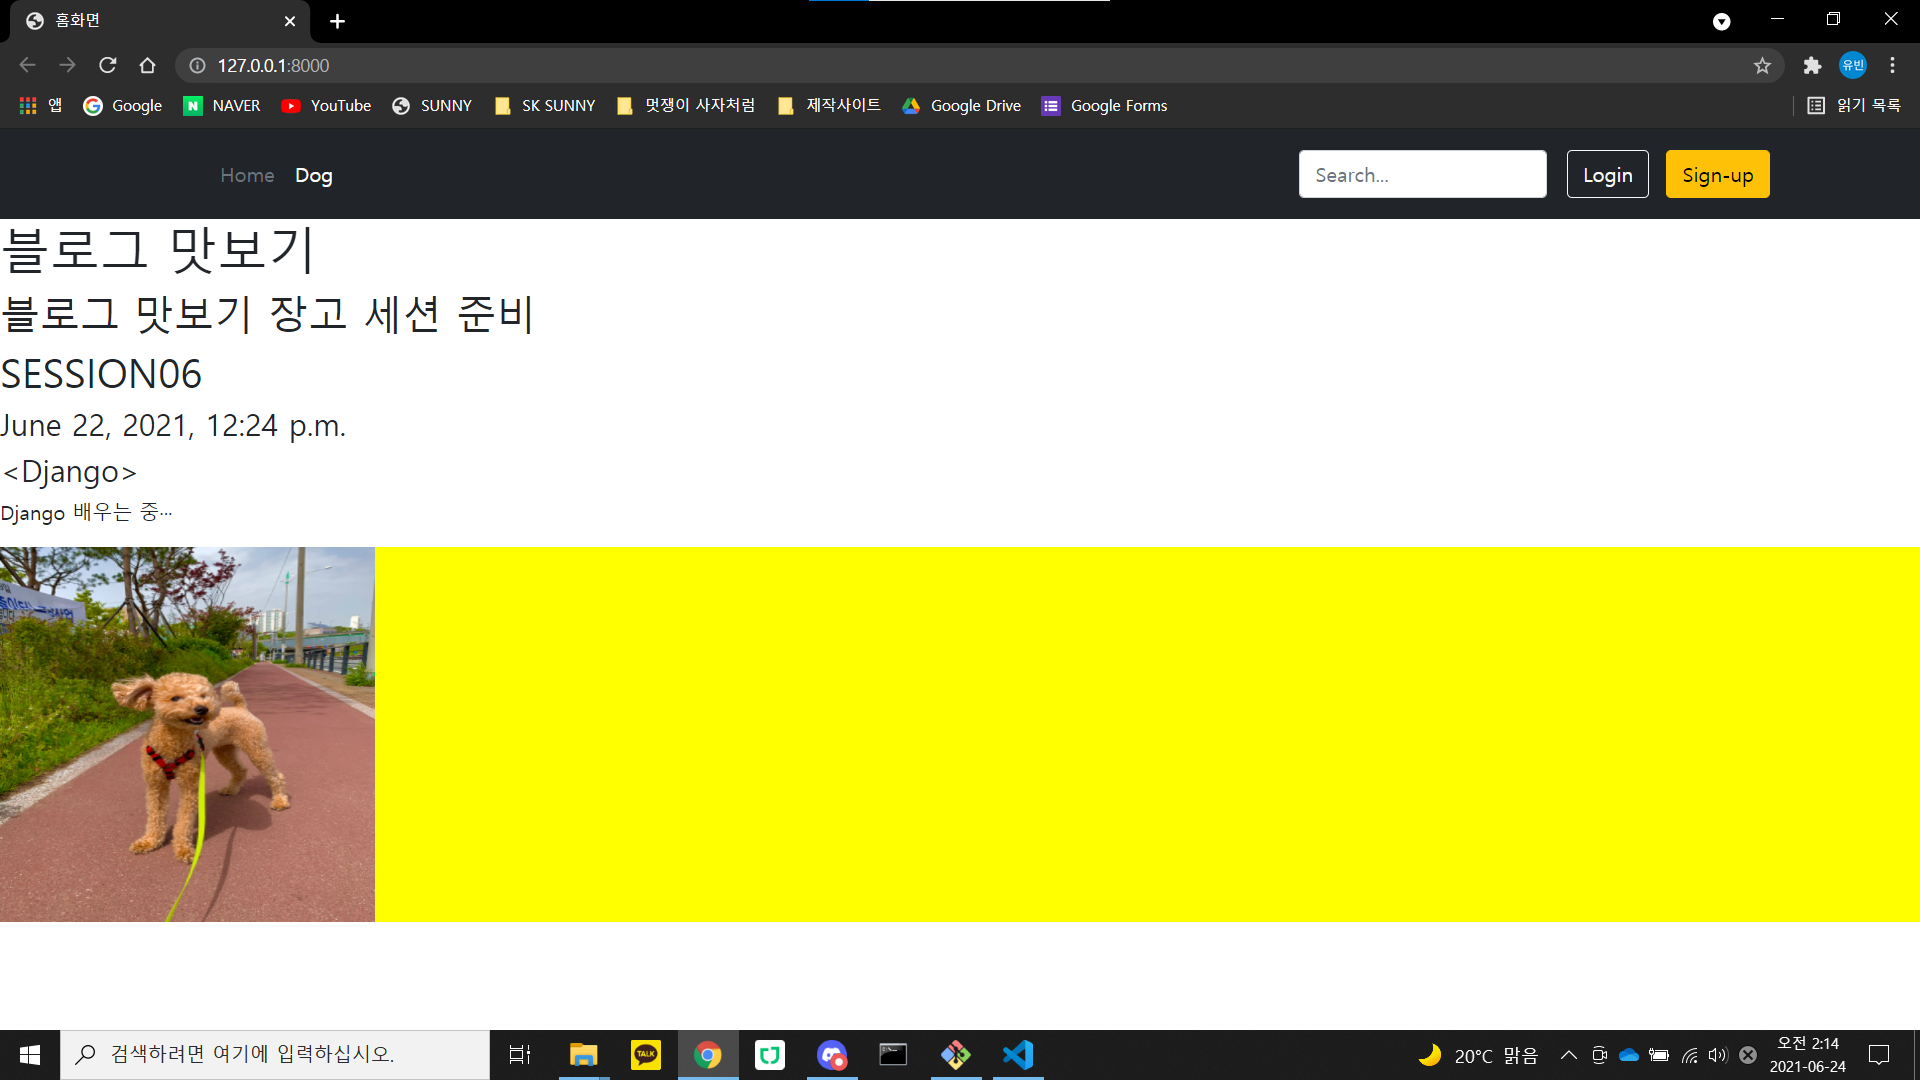 홈화면
127.0.0.1:8000
유빈
앱
Google
NAVER
YouTube
SUNNY
SK SUNNY
멋쟁이 사자처럼
제작사이트
Google Drive
Google Forms
읽기 목록
Home
Dog
Search...
Login
Sign-up
블로그 맛보기
블로그 맛보기 장고 세션 준비
SESSION06
June 22, 2021, 12:24 p.m.
<Django>
Django 배우는 중...
검색하려면 여기에 입력하십시오.
TALK
20°C 맑음
오전 2:14
2021-06-24